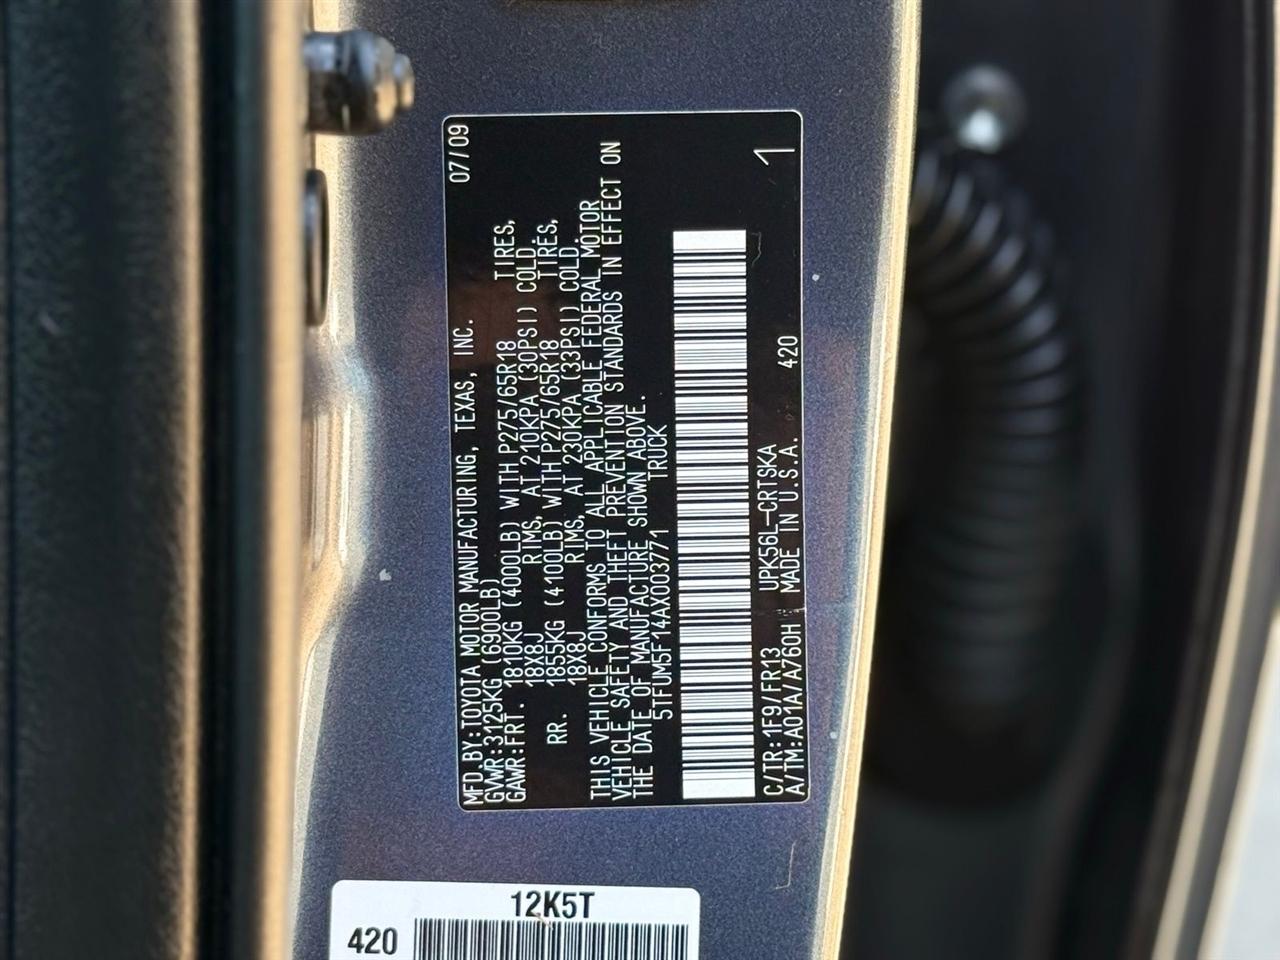 MFD.BY:TOYOTA MOTOR MANUFACTURING, TEXAS, INC. 07/09
GVWR:3125KG (6900LB)
GAWR:FRT. 1810KG (4000LB) WITH P275/65R18 TIRES,
18X8J RIMS, AT 210KPA (30PSI) COLD.
RR. 1855KG (4100LB) WITH P275/65R18 TIRES,
18X8J RIMS, AT 230KPA (33PSI) COLD.
THIS VEHICLE CONFORMS TO ALL APPLICABLE FEDERAL MOTOR
VEHICLE SAFETY AND THEFT PREVENTION STANDARDS IN EFFECT ON
THE DATE OF MANUFACTURE SHOWN ABOVE.
5TFUM5F14AX003771 TRUCK
C/TR:1F9/FR13 UPK56L-CRTSKA
A/TM:A01A/A760H MADE IN U.S.A. 420 1
12K5T
420